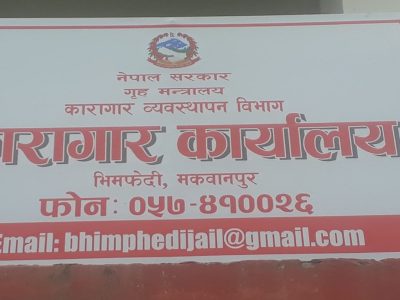 नेपाल सरकार
गृह मन्त्रालय
कारागार व्यवस्थापन विभाग
कारागार कार्यालय
भिमफेदी, मकवानपुर
फोन: ०५७-४१००२६
Email: bhimphedijail@gmail.com